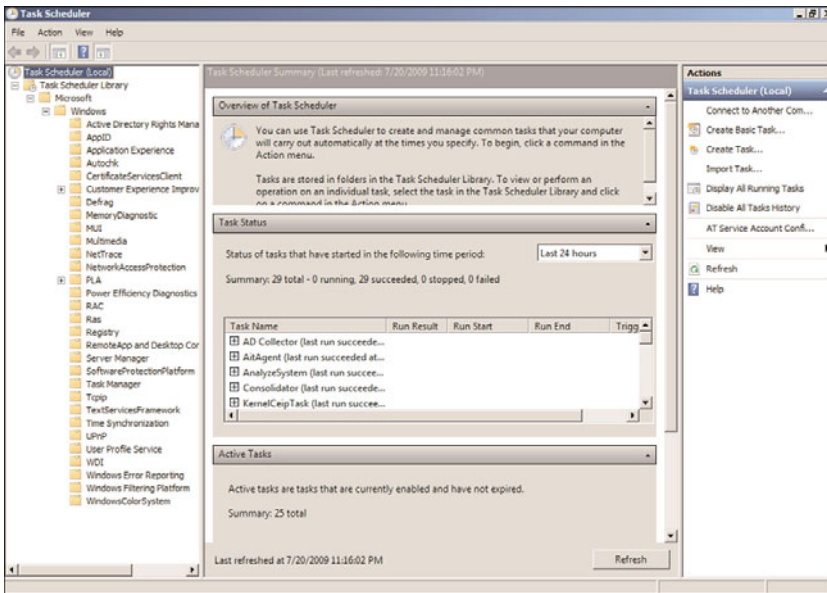 Task Scheduler
File Action View Help
Task Scheduler (Local)
Task Scheduler Library
Microsoft
Windows
Active Directory Rights Mana
AppID
Application Experience
Autochk
CertificateServicesClient
Customer Experience Improv
Defrag
MemoryDiagnostic
MUI
Multimedia
NetTrace
NetworkAccessProtection
PLA
Power Efficiency Diagnostics
RAC
Ras
Registry
RemoteApp and Desktop Cor
Server Manager
SoftwareProtectionPlatform
Task Manager
Tcpip
TextServicesFramework
Time Synchronization
UPnP
User Profile Service
WDI
Windows Error Reporting
Windows Filtering Platform
WindowsColorSystem
Task Scheduler Summary (Last refreshed: 7/20/2009 11:16:02 PM)
Overview of Task Scheduler
You can use Task Scheduler to create and manage common tasks that your computer
will carry out automatically at the times you specify. To begin, click a command in the
Action menu.
Tasks are stored in folders in the Task Scheduler Library. To view or perform an
operation on an individual task, select the task in the Task Scheduler Library and click
on a command in the Action menu.
Task Status
Status of tasks that have started in the following time period: Last 24 hours
Summary: 29 total - 0 running, 29 succeeded, 0 stopped, 0 failed
Task Name Run Result Run Start Run End Trigg
AD Collector (last run succeede...
AitAgent (last run succeeded at...
AnalyzeSystem (last run succee...
Consolidator (last run succeede...
KernelCeipTask (last run succee...
Active Tasks
Active tasks are tasks that are currently enabled and have not expired.
Summary: 25 total
Last refreshed at 7/20/2009 11:16:02 PM
Refresh
Actions
Task Scheduler (Local)
Connect to Another Com...
Create Basic Task...
Create Task...
Import Task...
Display All Running Tasks
Disable All Tasks History
AT Service Account Confi...
View
Refresh
Help